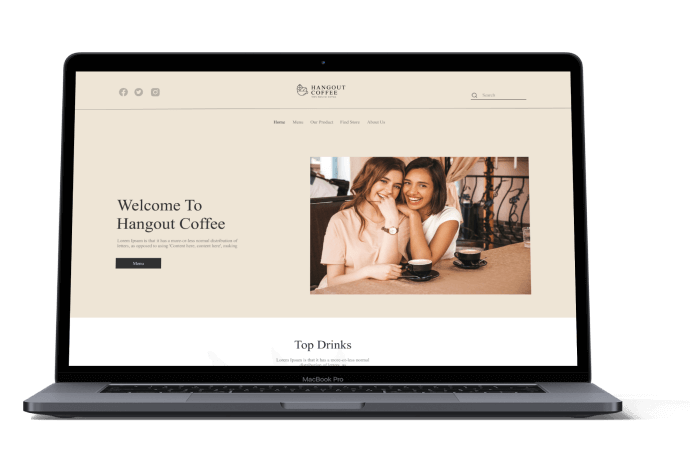 HANGOUT
COFFEE
Search
Home Menu Our Product Find Store About Us
Welcome To
Hangout Coffee
Lorem Ipsum is that it has a more-or-less normal distribution of
letters, as opposed to using 'Content here, content here', making
Menu
Top Drinks
Lorem Ipsum is that it has a more-or-less normal
distribution of letters, as
MacBook Pro